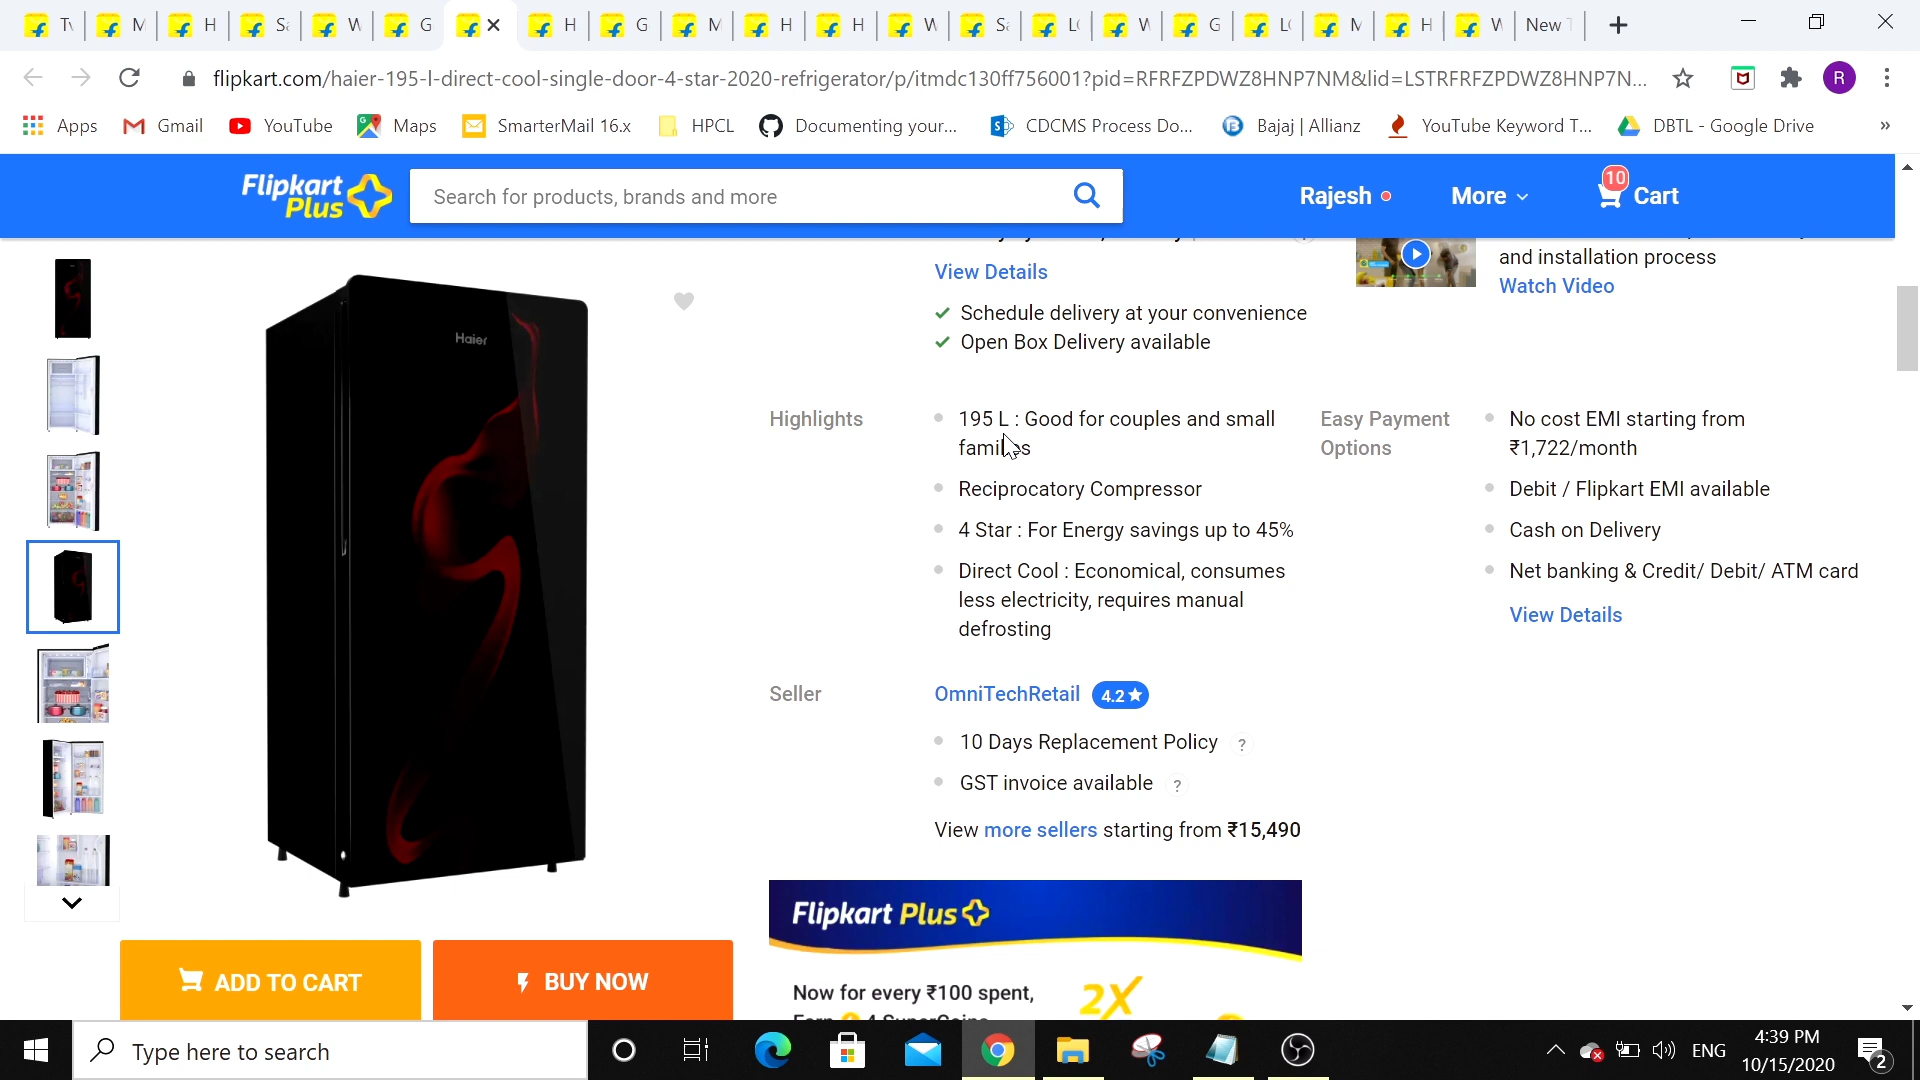 New
flipkart.com/haier-195-l-direct-cool-single-door-4-star-2020-refrigerator/p/itmdc130ff756001?pid=RFRFZPDWZ8HNP7NM&lid=LSTRFRFZPDWZ8HNP7N...
R
Apps
Gmail
YouTube
Maps
SmarterMail 16.x
HPCL
Documenting your...
CDCMS Process Do...
Bajaj | Allianz
YouTube Keyword T...
DBTL - Google Drive
»
Flipkart
Plus
Search for products, brands and more
Rajesh
More
10
Cart
View Details
Schedule delivery at your convenience
Open Box Delivery available
and installation process
Watch Video
Haier
Highlights
195 L : Good for couples and small
Reciprocatory Compressor
4 Star : For Energy savings up to 45%
Direct Cool : Economical, consumes
less electricity, requires manual
defrosting
Easy Payment
Options
No cost EMI starting from
₹1,722/month
Debit / Flipkart EMI available
Cash on Delivery
Net banking & Credit/ Debit/ ATM card
View Details
Seller
OmniTechRetail 4.2★
10 Days Replacement Policy ?
GST invoice available ?
View more sellers starting from ₹15,490
Flipkart Plus
Now for every ₹100 spent,
2X
ADD TO CART
BUY NOW
Type here to search
ENG
4:39 PM
10/15/2020
2